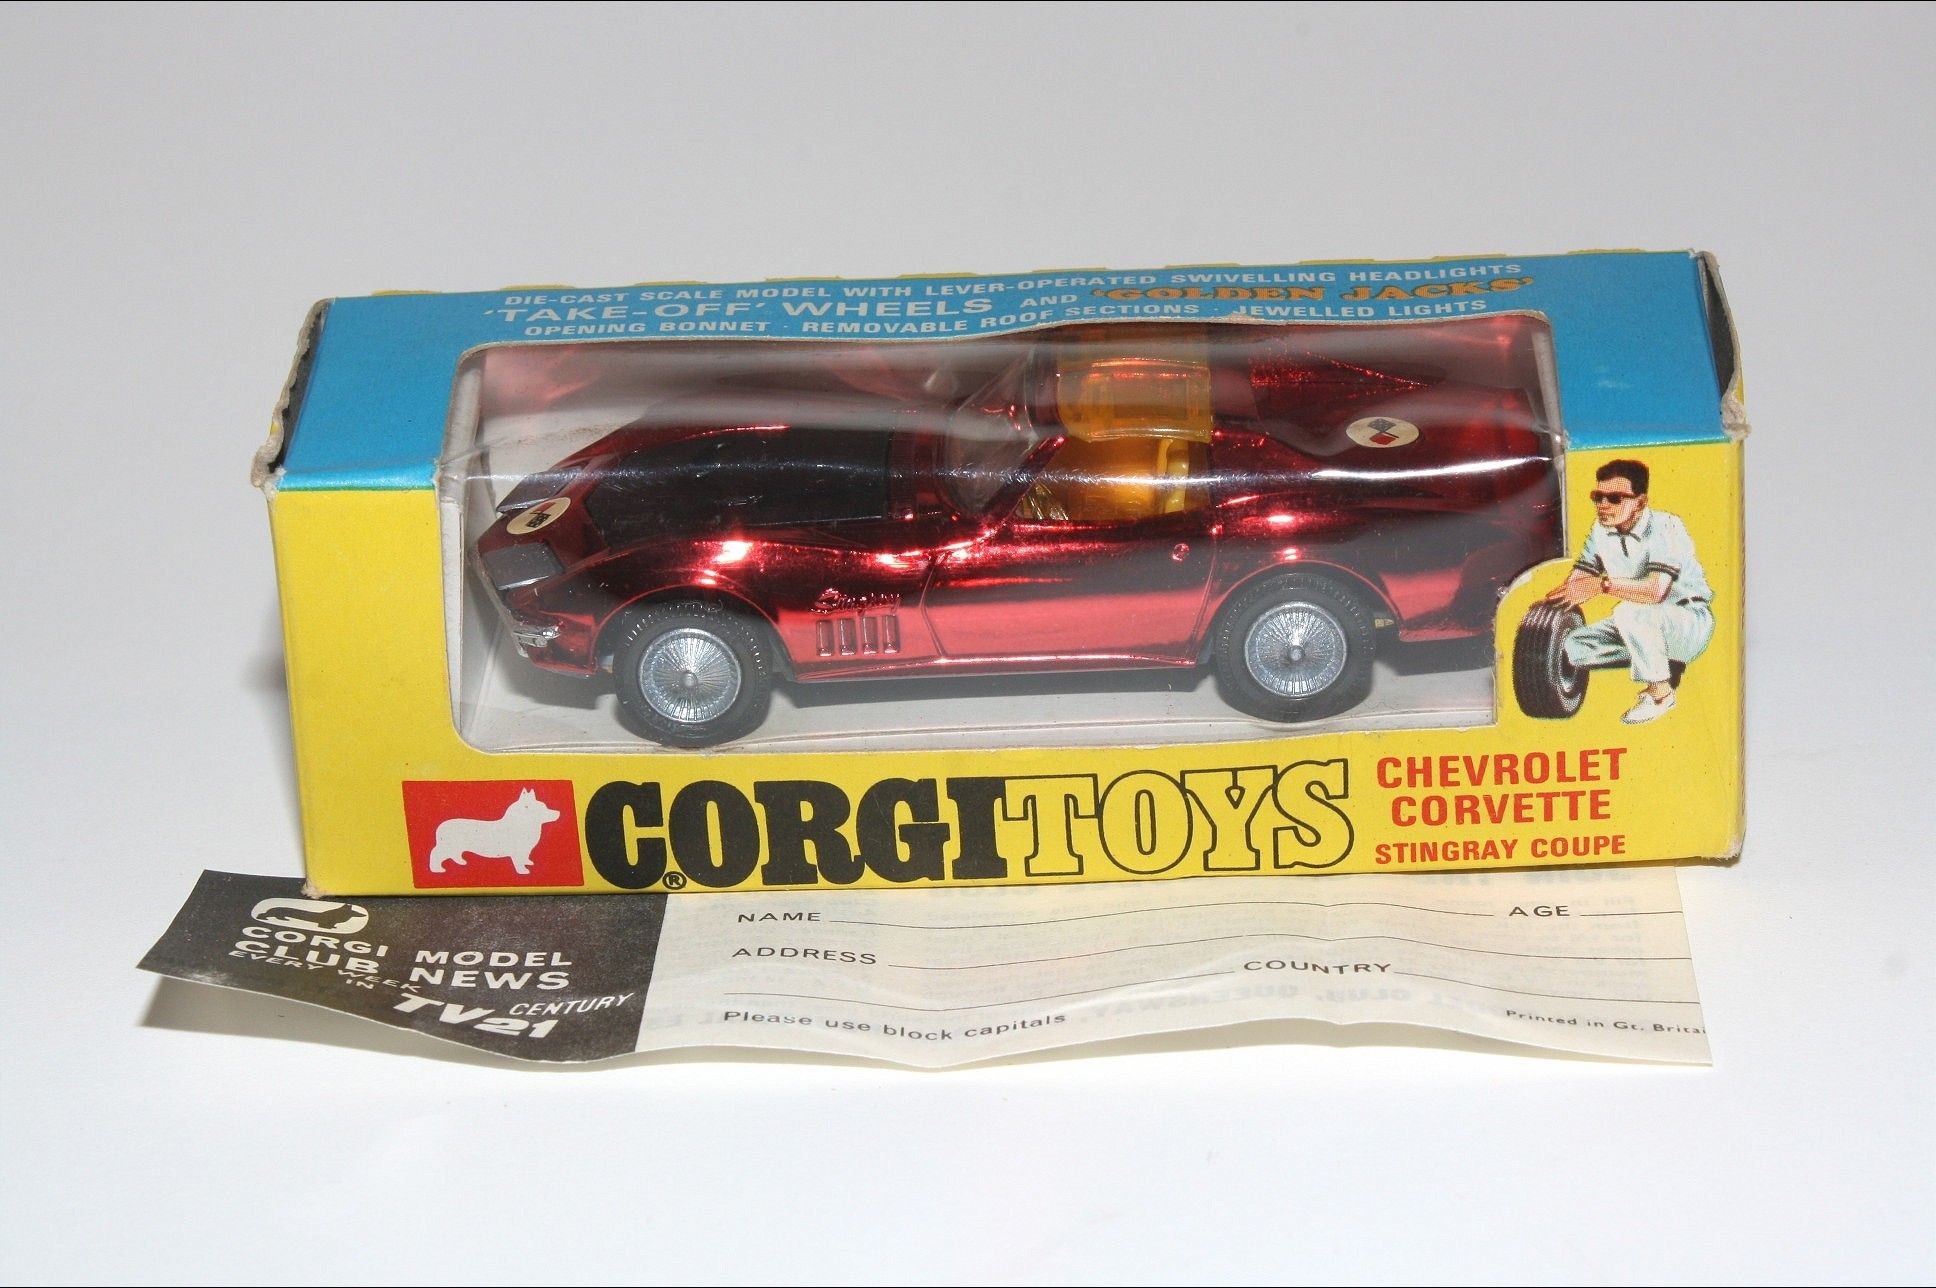 DIE-CAST SCALE MODEL WITH LEVER-OPERATED SWIVELLING HEADLIGHTS
'TAKE-OFF' WHEELS AND 'GOLDEN JACKS'
OPENING BONNET · REMOVABLE ROOF SECTIONS · JEWELLED LIGHTS
Stingray
CORGI TOYS
®
CHEVROLET
CORVETTE
STINGRAY COUPE
CORGI
CLUB
MODEL
NEWS
EVERY WEEK
IN
TV21
CENTURY
NAME
AGE
ADDRESS
COUNTRY
Please use block capitals
Printed in Gt. Britai